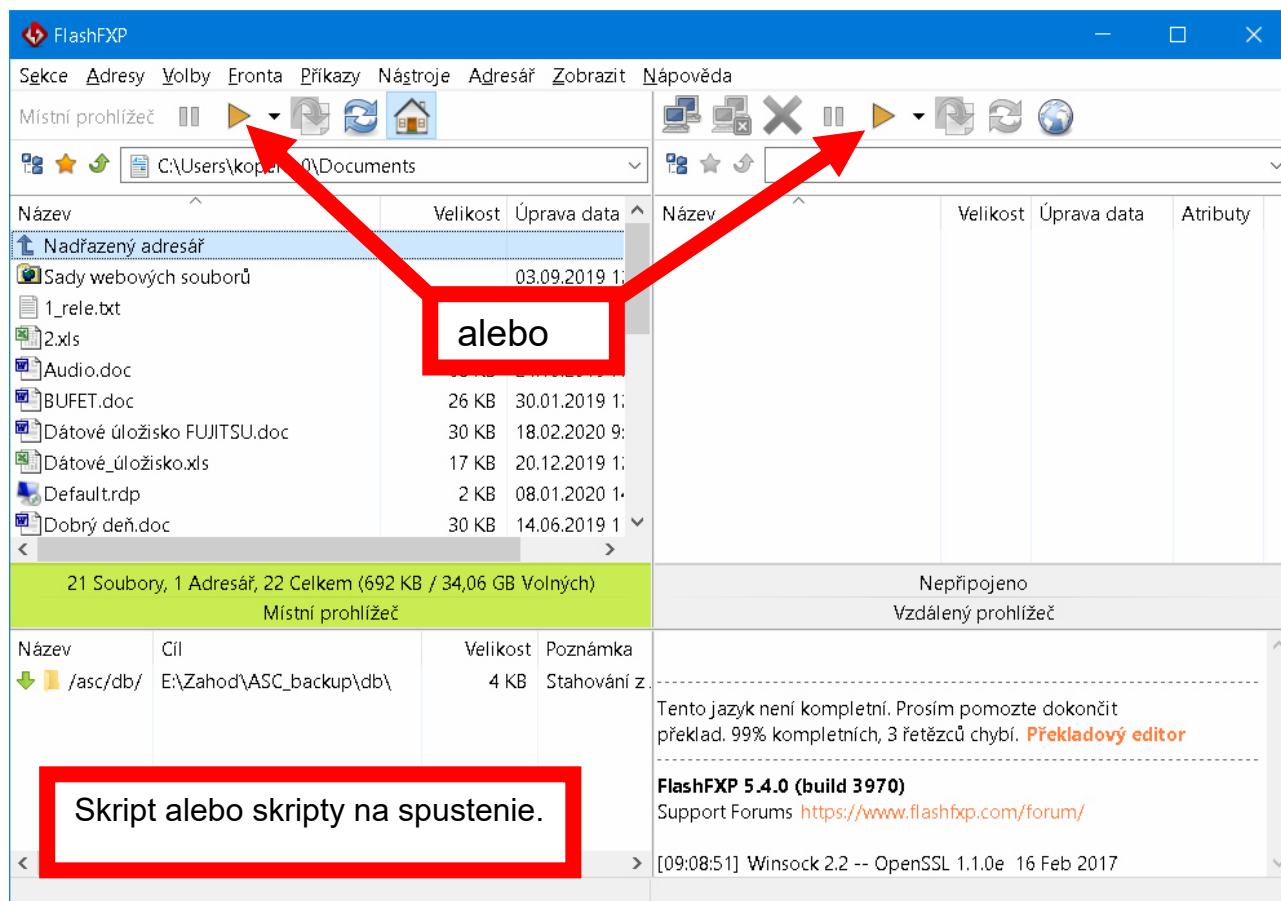 FlashFXP
Sekce Adresy Volby Fronta Příkazy Nástroje Adresář Zobrazit Nápověda
Místní prohlížeč
C:\Users\ \Documents
Název Velikost Úprava data
Název Velikost Úprava data Atributy
Nadřazený adresář
Sady webových souborů 03.09.2019
1_rele.txt
2.xls
alebo
Audio.doc
BUFET.doc 26 KB 30.01.2019
Dátové úložisko FUJITSU.doc 30 KB 18.02.2020 9:
Dátové_úložisko.xls 17 KB 20.12.2019
Default.rdp 2 KB 08.01.2020
Dobrý deň.doc 30 KB 14.06.2019 1
21 Soubory, 1 Adresář, 22 Celkem (692 KB / 34,06 GB Volných)
Místní prohlížeč
Nepřipojeno
Vzdálený prohlížeč
Název Cíl Velikost Poznámka
/asc/db/ E:\Zahod\ASC_backup\db\ 4 KB Stahování z
Skript alebo skripty na spustenie.
Tento jazyk není kompletní. Prosím pomozte dokončit
překlad. 99% kompletních, 3 řetězců chybí. Překladový editor
FlashFXP 5.4.0 (build 3970)
Support Forums https://www.flashfxp.com/forum/
[09:08:51] Winsock 2.2 -- OpenSSL 1.1.0e 16 Feb 2017